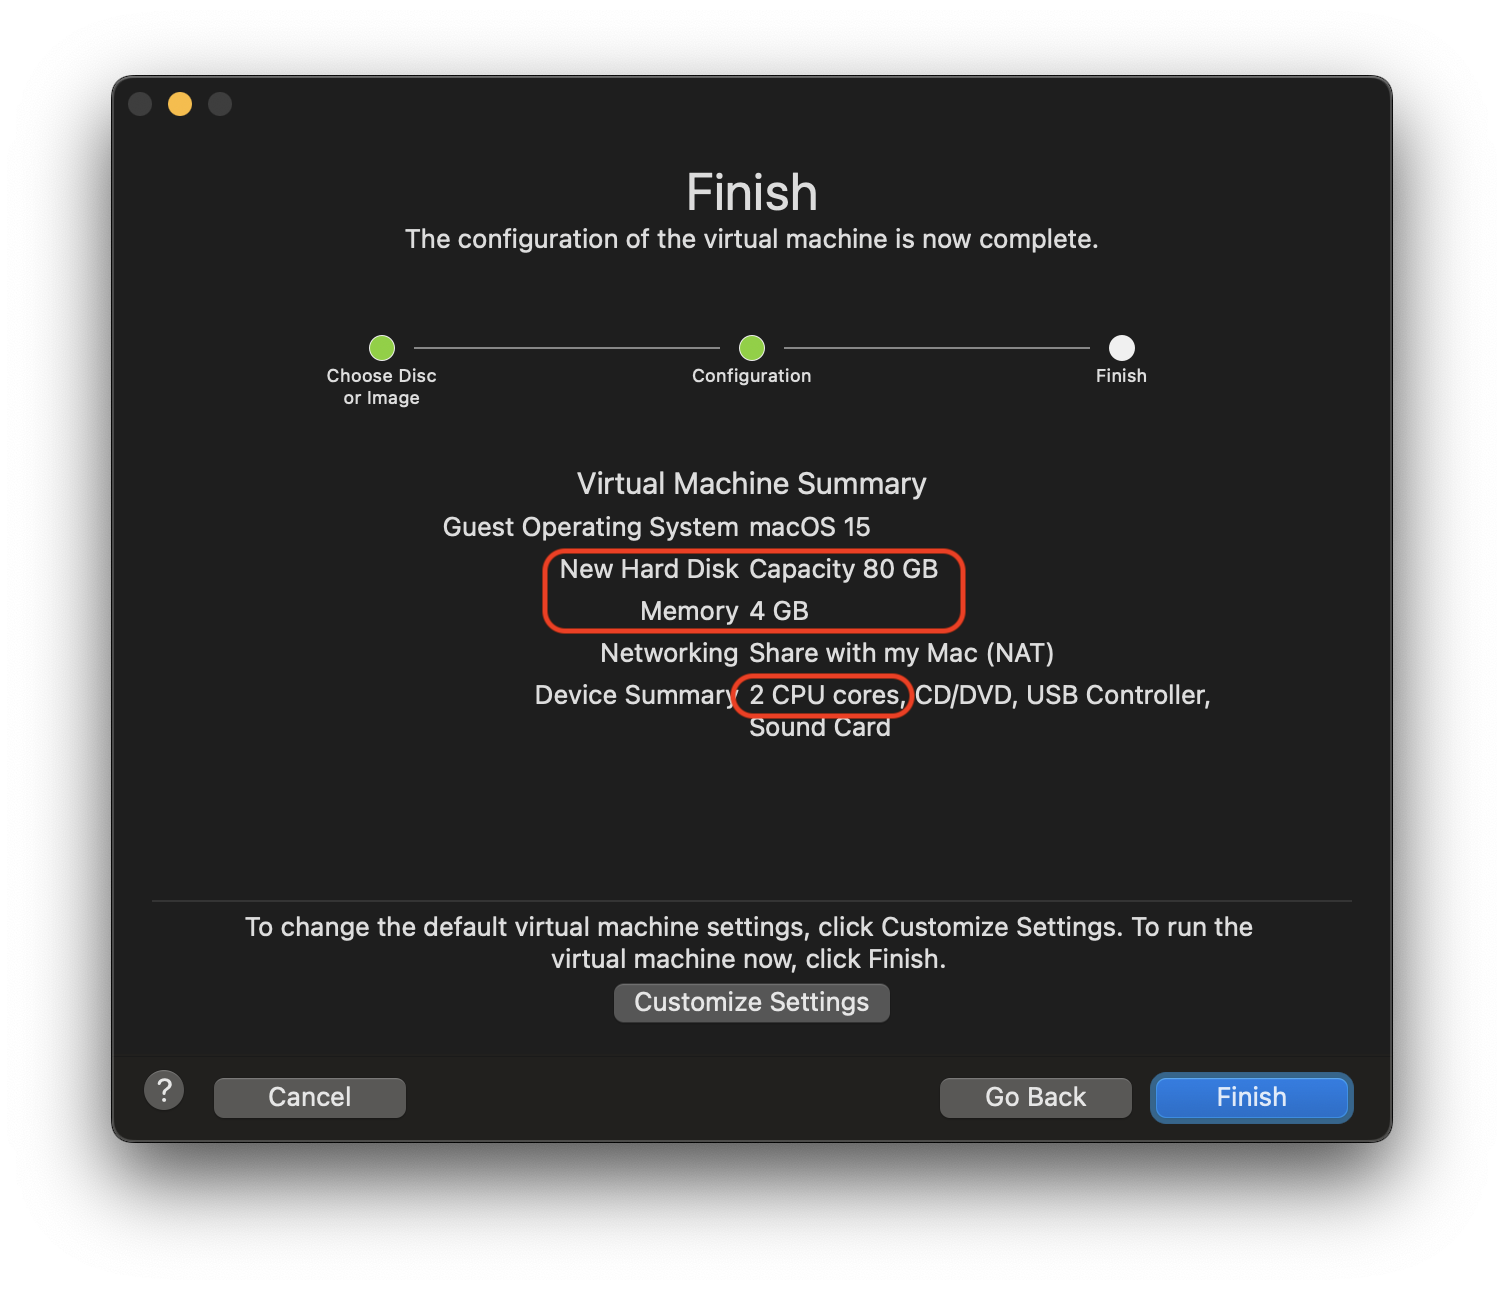 Finish
The configuration of the virtual machine is now complete.
Choose Disc
or Image
Configuration
Finish
Virtual Machine Summary
Guest Operating System macOS 15
New Hard Disk Capacity 80 GB
Memory 4 GB
Networking Share with my Mac (NAT)
Device Summary 2 CPU cores, CD/DVD, USB Controller,
Sound Card
To change the default virtual machine settings, click Customize Settings. To run the
virtual machine now, click Finish.
Customize Settings
? Cancel Go Back Finish